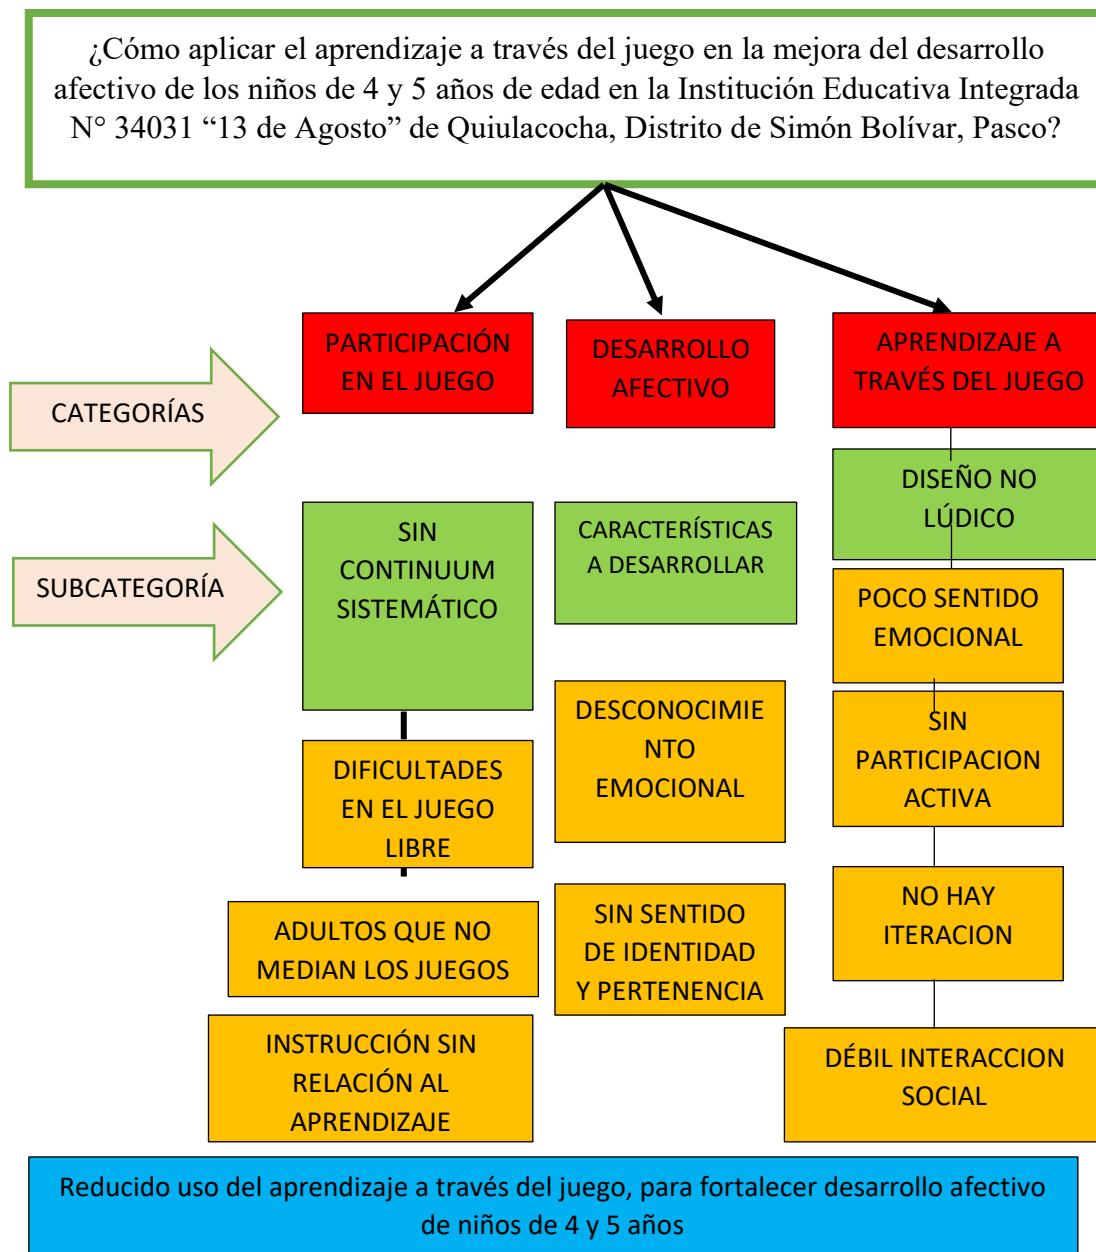 ¿Cómo aplicar el aprendizaje a través del juego en la mejora del desarrollo
afectivo de los niños de 4 y 5 años de edad en la Institución Educativa Integrada
N° 34031 “13 de Agosto” de Quiulacocha, Distrito de Simón Bolívar, Pasco?
CATEGORÍAS
PARTICIPACIÓN
EN EL JUEGO
DESARROLLO
AFECTIVO
APRENDIZAJE A
TRAVÉS DEL JUEGO
SUBCATEGORÍA
SIN
CONTINUUM
SISTEMÁTICO
CARACTERÍSTICAS
A DESARROLLAR
DISEÑO NO
LÚDICO
DIFICULTADES
EN EL JUEGO
LIBRE
DESCONOCIMIE
NTO
EMOCIONAL
POCO SENTIDO
EMOCIONAL
SIN
PARTICIPACION
ACTIVA
ADULTOS QUE NO
MEDIAN LOS JUEGOS
SIN SENTIDO
DE IDENTIDAD
Y PERTENENCIA
NO HAY
ITERACION
INSTRUCCIÓN SIN
RELACIÓN AL
APRENDIZAJE
DÉBIL INTERACCION
SOCIAL
Reducido uso del aprendizaje a través del juego, para fortalecer desarrollo afectivo
de niños de 4 y 5 años